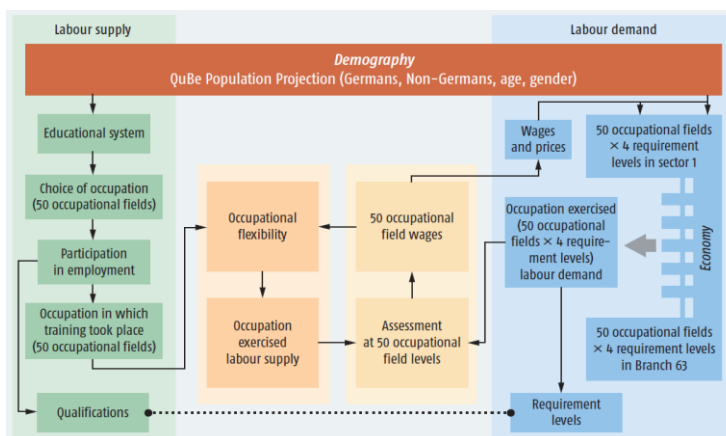 Labour supply
Labour demand
Demography
QuBe Population Projection (Germans, Non-Germans, age, gender)
Educational system
Choice of occupation
(50 occupational fields)
Participation
in employment
Occupation in which
training took place
(50 occupational fields)
Qualifications
Occupational
flexibility
Occupation
exercised
labour supply
50 occupational
field wages
Assessment
at 50 occupational
field levels
Wages
and prices
Occupation exercised
(50 occupational
fields × 4 require-
ment levels)
labour demand
Requirement
levels
50 occupational fields
× 4 requirement
levels in sector 1
Economy
50 occupational fields
× 4 requirement levels
in Branch 63